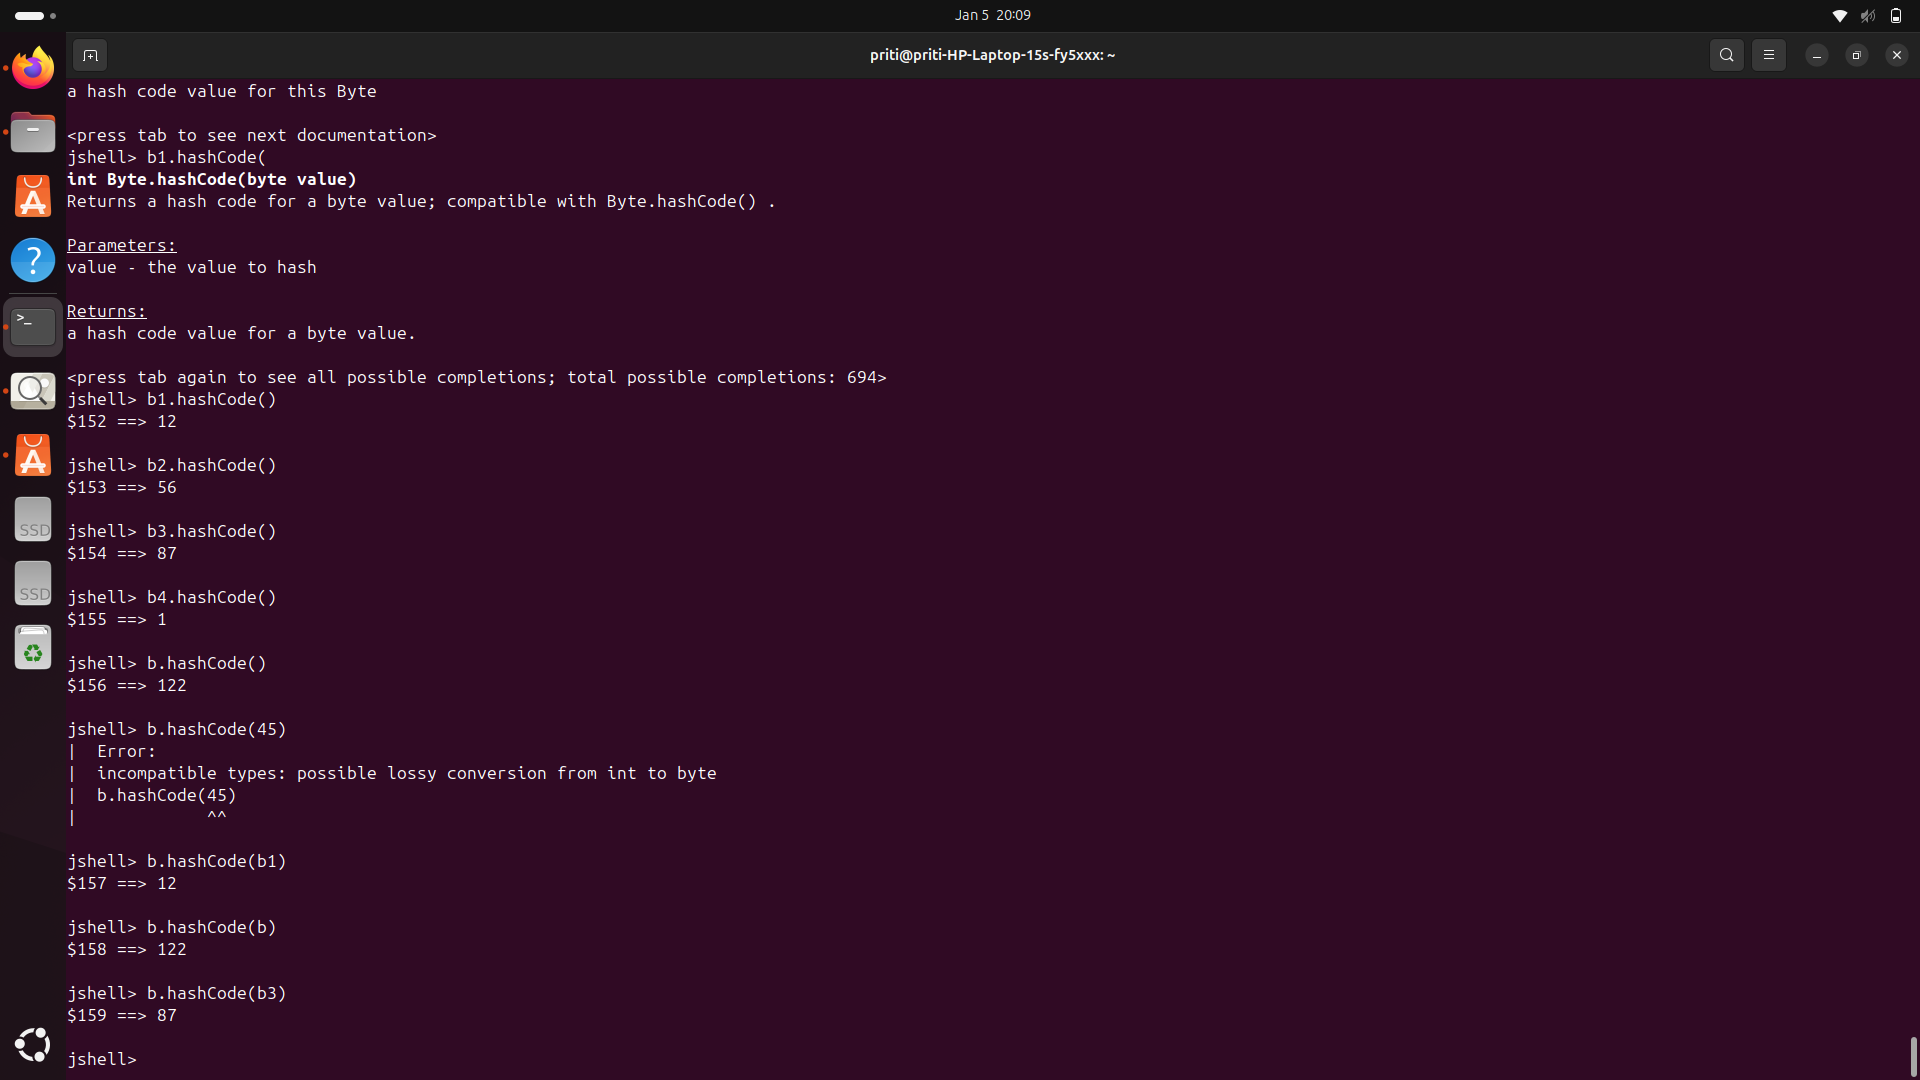 Jan 5 20:09
priti@priti-HP-Laptop-15s-fy5xxx: ~
a hash code value for this Byte
<press tab to see next documentation>
jshell> b1.hashCode(
int Byte.hashCode(byte value)
Returns a hash code for a byte value; compatible with Byte.hashCode() .
Parameters:
value - the value to hash
Returns:
a hash code value for a byte value.
<press tab again to see all possible completions; total possible completions: 694>
jshell> b1.hashCode()
$152 ==> 12
jshell> b2.hashCode()
$153 ==> 56
jshell> b3.hashCode()
$154 ==> 87
jshell> b4.hashCode()
$155 ==> 1
jshell> b.hashCode()
$156 ==> 122
jshell> b.hashCode(45)
|  Error:
|  incompatible types: possible lossy conversion from int to byte
|  b.hashCode(45)
|             ^^
jshell> b.hashCode(b1)
$157 ==> 12
jshell> b.hashCode(b)
$158 ==> 122
jshell> b.hashCode(b3)
$159 ==> 87
jshell>
?
>_
SSD
SSD